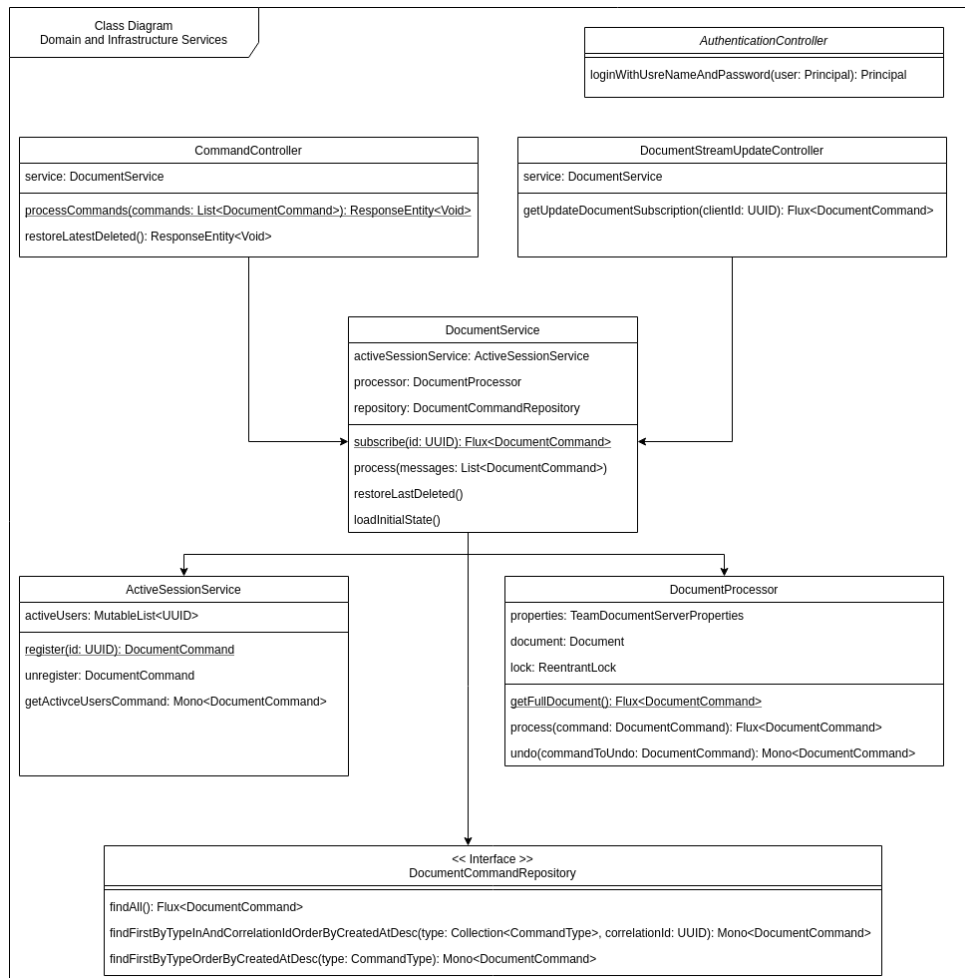 Class Diagram
Domain and Infrastructure Services
AuthenticationController
loginWithUsreNameAndPassword(user: Principal): Principal
CommandController
service: DocumentService
processCommands(commands: List<DocumentCommand>): ResponseEntity<Void>
restoreLatestDeleted(): ResponseEntity<Void>
DocumentStreamUpdateController
service: DocumentService
getUpdateDocumentSubscription(clientId: UUID): Flux<DocumentCommand>
DocumentService
activeSessionService: ActiveSessionService
processor: DocumentProcessor
repository: DocumentCommandRepository
subscribe(id: UUID): Flux<DocumentCommand>
process(messages: List<DocumentCommand>)
restoreLastDeleted()
loadInitialState()
ActiveSessionService
activeUsers: MutableList<UUID>
register(id: UUID): DocumentCommand
unregister: DocumentCommand
getActivceUsersCommand: Mono<DocumentCommand>
DocumentProcessor
properties: TeamDocumentServerProperties
document: Document
lock: ReentrantLock
getFullDocument(): Flux<DocumentCommand>
process(command: DocumentCommand): Flux<DocumentCommand>
undo(commandToUndo: DocumentCommand): Mono<DocumentCommand>
<< Interface >>
DocumentCommandRepository
findAll(): Flux<DocumentCommand>
findFirstByTypeInAndCorrelationIdOrderByCreatedAtDesc(type: Collection<CommandType>, correlationId: UUID): Mono<DocumentCommand>
findFirstByTypeOrderByCreatedAtDesc(type: CommandType): Mono<DocumentCommand>